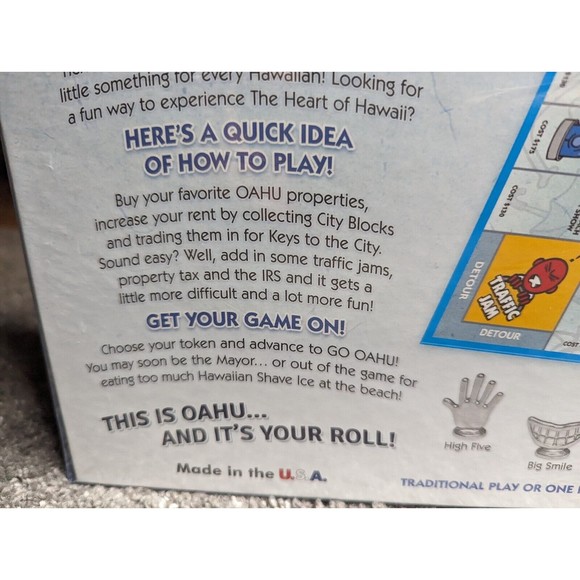 little something for every Hawaiian! Looking for
a fun way to experience The Heart of Hawaii?
HERE'S A QUICK IDEA
OF HOW TO PLAY!
Buy your favorite OAHU properties,
increase your rent by collecting City Blocks
and trading them in for Keys to the City.
Sound easy? Well, add in some traffic jams,
property tax and the IRS and it gets a
little more difficult and a lot more fun!
GET YOUR GAME ON!
Choose your token and advance to GO OAHU!
You may soon be the Mayor... or out of the game for
eating too much Hawaiian Shave Ice at the beach!
THIS IS OAHU...
AND IT'S YOUR ROLL!
Made in the U.S.A.
COST $175
COST $150
DETOUR
TRAFFIC
JAM
DETOUR
COST
High Five
Big Smile
TRADITIONAL PLAY OR ONE